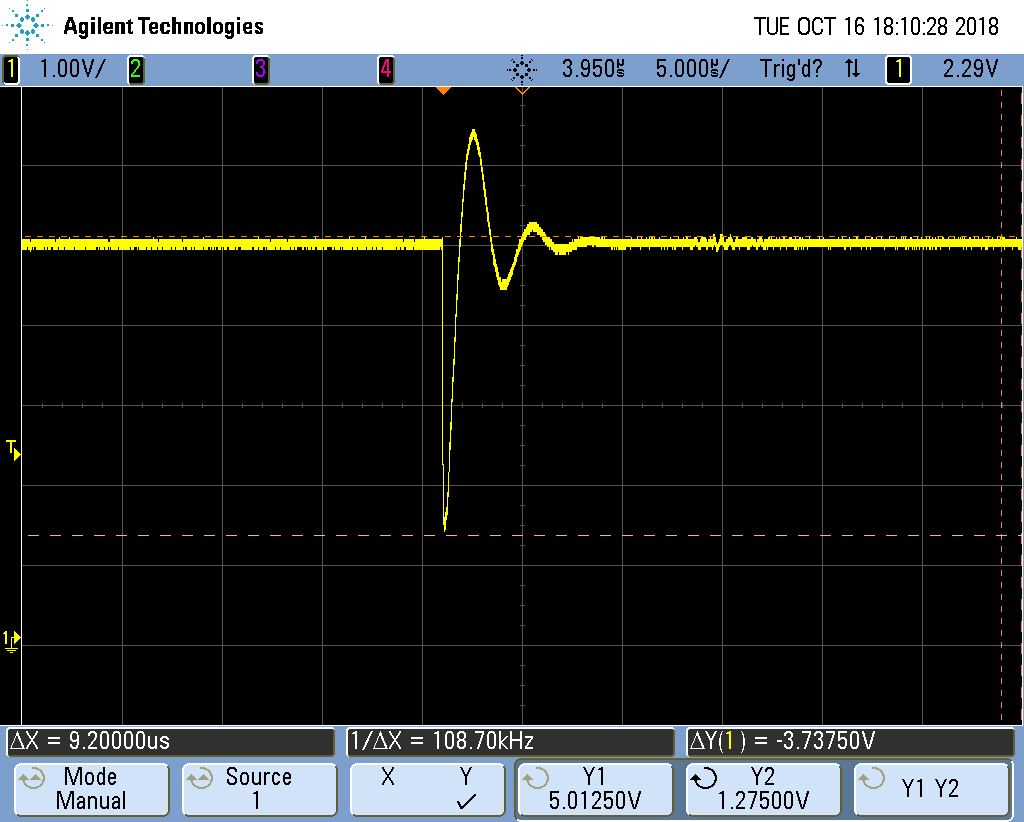 Agilent Technologies
TUE OCT 16 18:10:28 2018
1 1.00V/ 2 3 4 3.950µs 5.000µs/ Trig'd? 1 2.29V
T
1
ΔX = 9.20000us 1/ΔX = 108.70kHz ΔY(1) = -3.73750V
Mode
Manual
Source
1
X Y
Y1
5.01250V
Y2
1.27500V
Y1 Y2